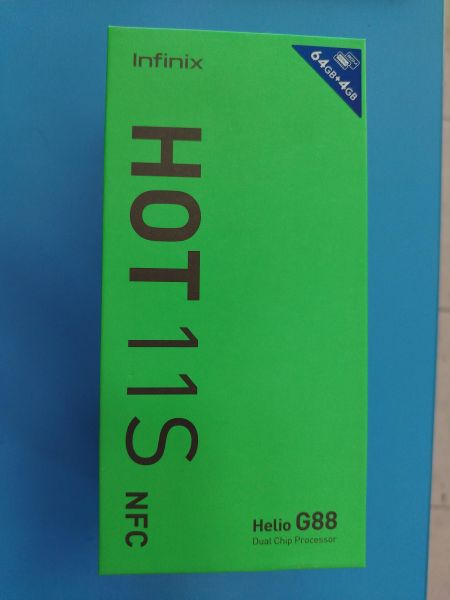 Infinix
64GB+4GB
HOT 11S NFC
Helio G88
Dual Chip Processor